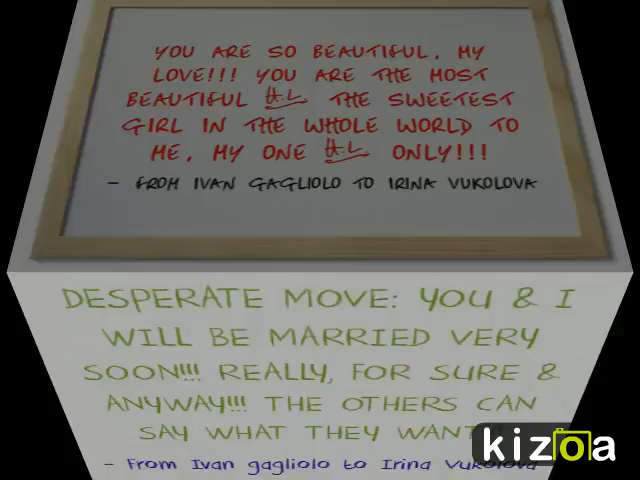 YOU ARE SO BEAUTIFUL, MY
LOVE!!! YOU ARE THE MOST
BEAUTIFUL H.L. THE SWEETEST
GIRL IN THE WHOLE WORLD TO
ME, MY ONE H.L. ONLY!!!
- FROM IVAN GAGLIOLO TO IRINA VUKOLOVA
DESPERATE MOVE: YOU & I
WILL BE MARRIED VERY
SOON!!! REALLY, FOR SURE &
ANYWAY!!! THE OTHERS CAN
SAY WHAT THEY WANT
- From Ivan gagliolo to Irina Vukolova
kizoa